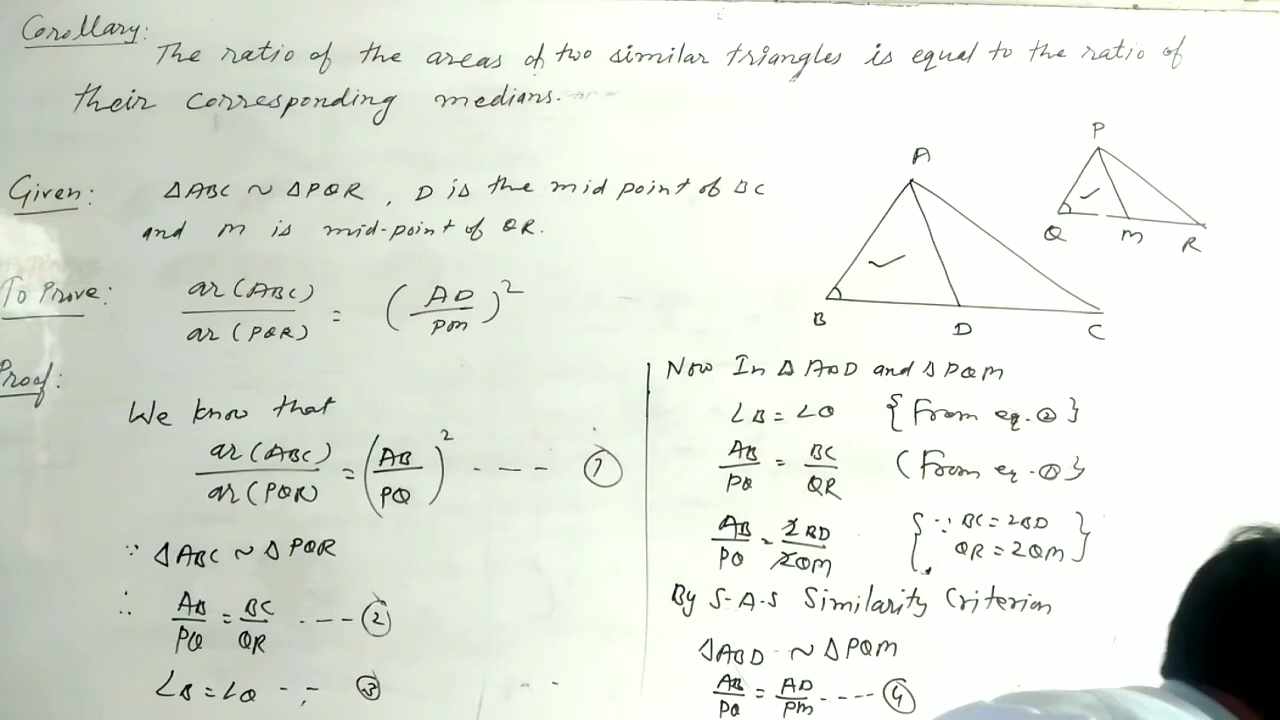 Corollary:
The ratio of the areas of two similar triangles is equal to the ratio of
their corresponding medians.
Given: ΔABC ~ ΔPQR, D is the mid point of BC
and M is mid-point of QR.
To Prove: ar(ABC)/ar(PQR) = (AD/PM)²
Proof:
We know that
ar(ABC)/ar(PQR) = (AB/PQ)² ---- ①
∵ ΔABC ~ ΔPQR
∴ AB/PQ = BC/QR ---- ②
∠B = ∠Q --- ③
A
B D C
P
Q M R
Now In ΔABD and ΔPQM
∠B = ∠Q {From eq. ②}
AB/PQ = BC/QR (From eq. ①}
AB/PQ = 2BD/2QM {∵ BC = 2BD
QR = 2QM}
By S-A-S Similarity Criterion
ΔABD ~ ΔPQM
AB/PQ = AD/PM ---- ④